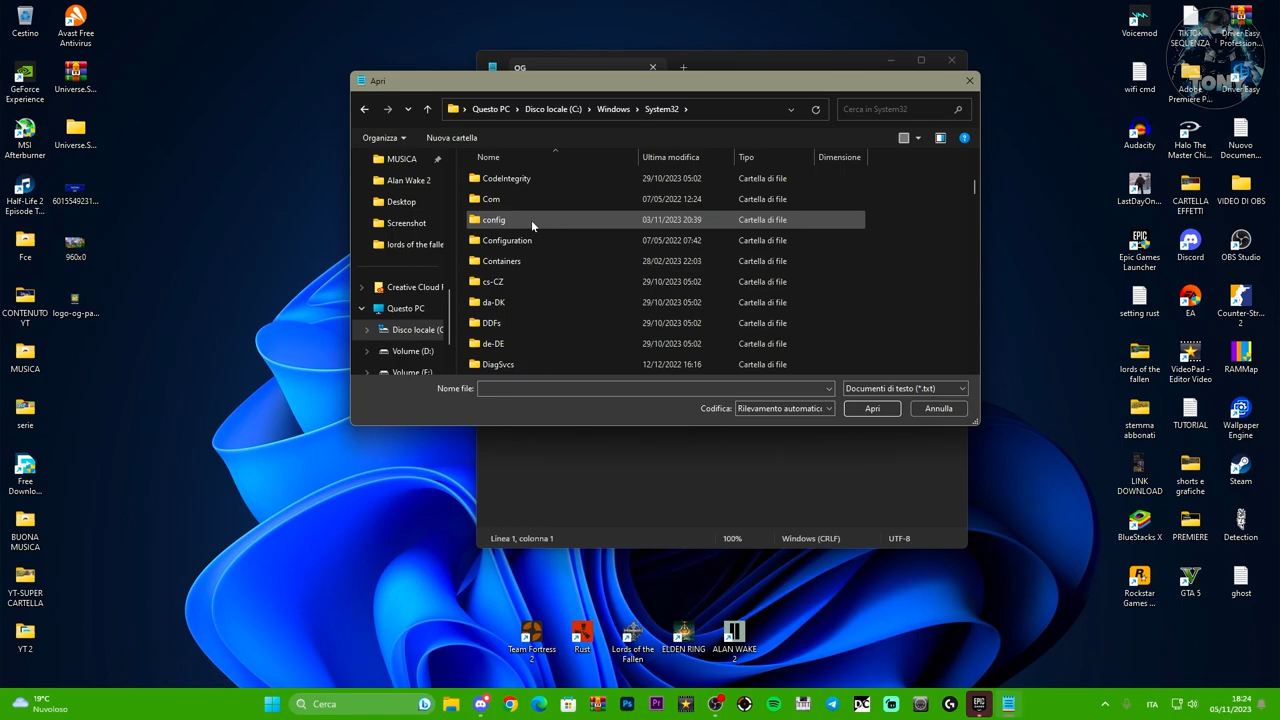 Cestino
Avast Free
Antivirus
GeForce
Experience
Universe.S...
MSI
Afterburner
Universe.S...
Half-Life 2
Episode T...
6015549231...
Fce
960x0
CONTENUTO
YT
logo-og-pa...
MUSICA
serie
Free
Downlo...
BUONA
MUSICA
YT-SUPER
CARTELLA
YT 2
OG
Apri
Questo PC
Disco locale (C:)
Windows
System32
Cerca in System32
Organizza
Nuova cartella
MUSICA
Alan Wake 2
Desktop
Screenshot
lords of the fallen
Creative Cloud F
Questo PC
Disco locale (C
Volume (D:)
Volume (E:)
Nome Ultima modifica Tipo Dimensione
CodeIntegrity 29/10/2023 05:02 Cartella di file
Com 07/05/2022 12:24 Cartella di file
config 03/11/2023 20:39 Cartella di file
Configuration 07/05/2022 07:42 Cartella di file
Containers 28/02/2023 22:03 Cartella di file
cs-CZ 29/10/2023 05:02 Cartella di file
da-DK 29/10/2023 05:02 Cartella di file
DDFs 29/10/2023 05:02 Cartella di file
de-DE 29/10/2023 05:02 Cartella di file
DiagSvcs 12/12/2022 16:16 Cartella di file
Nome file: Documenti di testo (*.txt)
Codifica: Rilevamento automatico Apri Annulla
Linea 1, colonna 1 100% Windows (CRLF) UTF-8
Voicemod
TIKTOK
SEQUENZA
Driver Easy
Profession...
TONY
wifi cmd
Adobe
Premiere P...
Driver Easy
Audacity
Halo The
Master Chi...
Nuovo
Documen...
LastDayOn...
CARTELLA
EFFETTI
VIDEO DI OBS
Epic Games
Launcher
Discord
OBS Studio
setting rust
EA
Counter-Str...
2
lords of the
fallen
VideoPad -
Editor Video
RAMMap
stemma
abbonati
TUTORIAL
Wallpaper
Engine
LINK
DOWNLOAD
shorts e
grafiche
Steam
BlueStacks X
PREMIERE
Detection
Rockstar
Games ...
GTA 5
ghost
Team Fortress
2
Rust
Lords of the
Fallen
ELDEN RING
ALAN WAKE
2
19°C
Nuvoloso
Cerca
ITA
18:24
05/11/2023